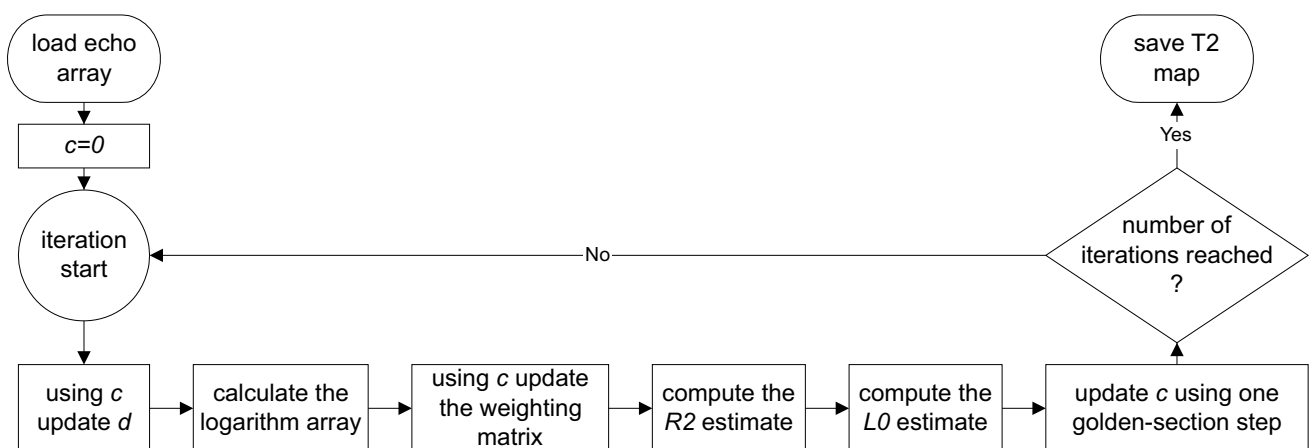 load echo
array
c=0
iteration
start
using c
update d
calculate the
logarithm array
using c update
the weighting
matrix
compute the
R2 estimate
compute the
L0 estimate
update c using one
golden-section
step
number of
iterations reached
?
No
Yes
save T2
map